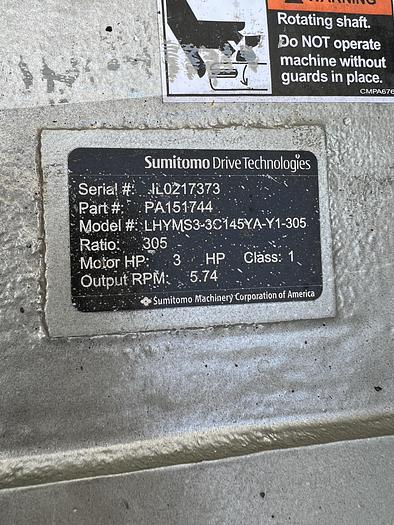 WARNING
Rotating shaft.
Do NOT operate
machine without
guards in place.
CMPA676
Sumitomo Drive Technologies
Serial #: JL0217373
Part #: PA151744
Model #: LHYMS3-3C145YA-Y1-305
Ratio: 305
Motor HP: 3 HP Class: 1
Output RPM: 5.74
Sumitomo Machinery Corporation of America